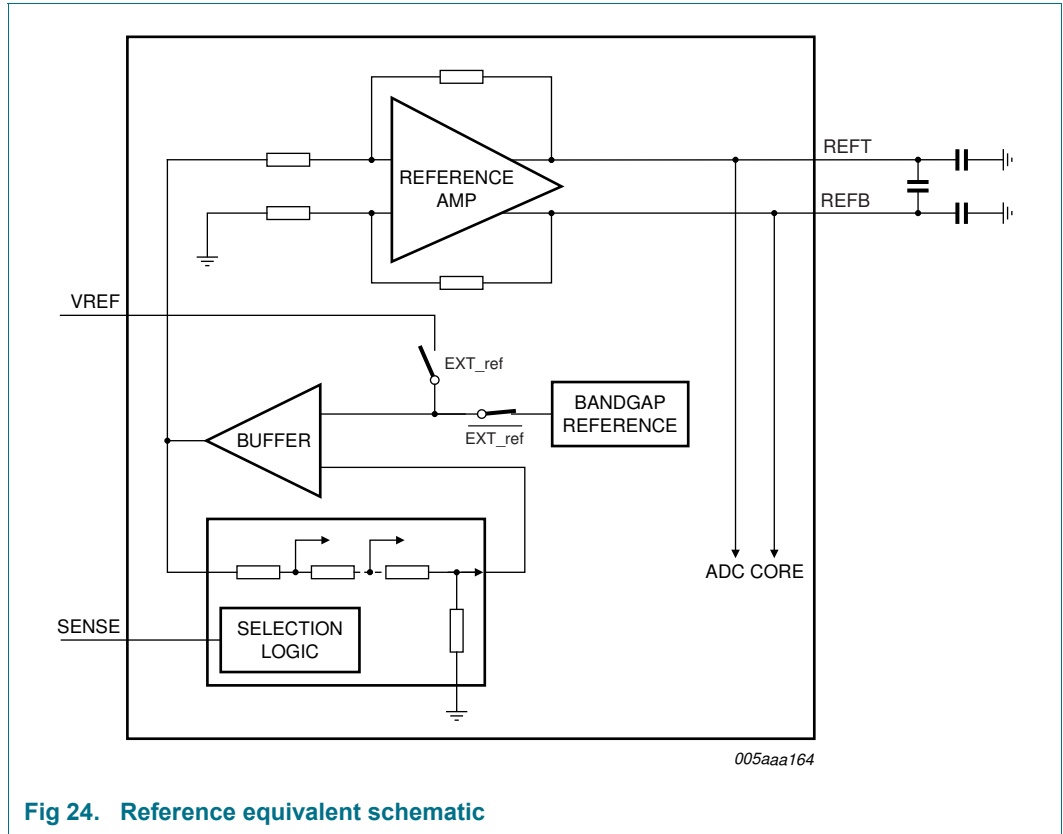 REFERENCE
AMP
REFT
REFB
VREF
EXT_ref
BANDGAP
REFERENCE
EXT_ref
BUFFER
ADC CORE
SENSE
SELECTION
LOGIC
005aaa164
Fig 24. Reference equivalent schematic